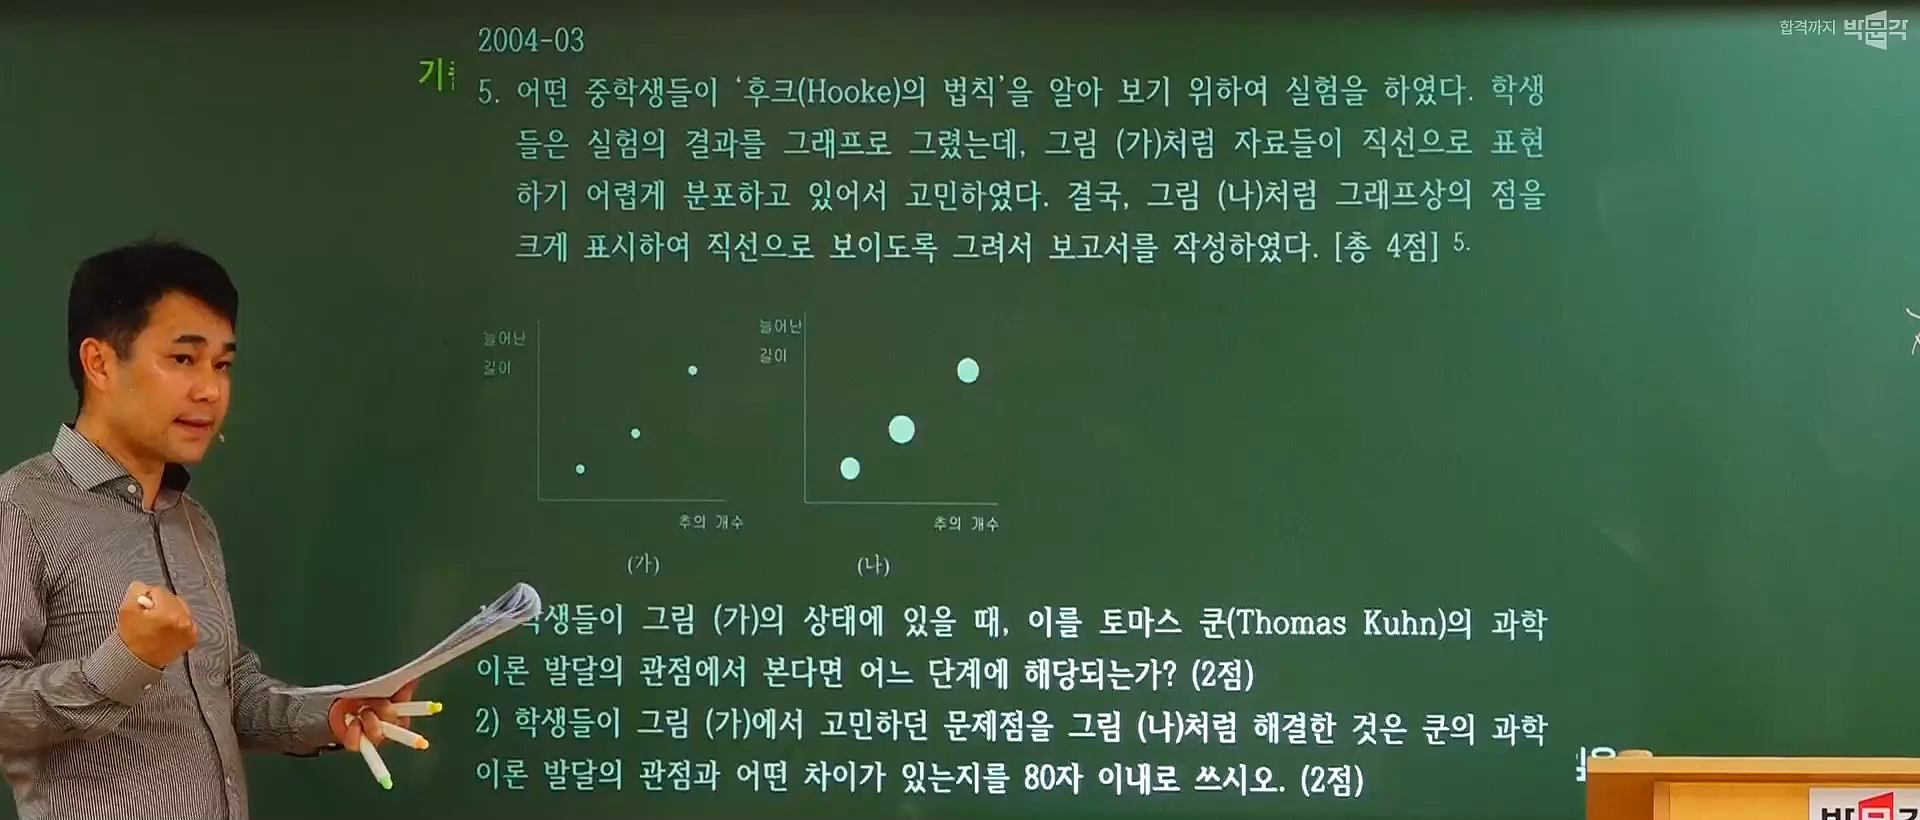 합격까지 박문각
2004-03
5. 어떤 중학생들이 ‘후크(Hooke)의 법칙’을 알아 보기 위하여 실험을 하였다. 학생
들은 실험의 결과를 그래프로 그렸는데, 그림 (가)처럼 자료들이 직선으로 표현
하기 어렵게 분포하고 있어서 고민하였다. 결국, 그림 (나)처럼 그래프상의 점을
크게 표시하여 직선으로 보이도록 그려서 보고서를 작성하였다. [총 4점] 5.
늘어난
길이
추의 개수
(가)
늘어난
길이
추의 개수
(나)
학생들이 그림 (가)의 상태에 있을 때, 이를 토마스 쿤(Thomas Kuhn)의 과학
이론 발달의 관점에서 본다면 어느 단계에 해당되는가? (2점)
2) 학생들이 그림 (가)에서 고민하던 문제점을 그림 (나)처럼 해결한 것은 쿤의 과학
이론 발달의 관점과 어떤 차이가 있는지를 80자 이내로 쓰시오. (2점)